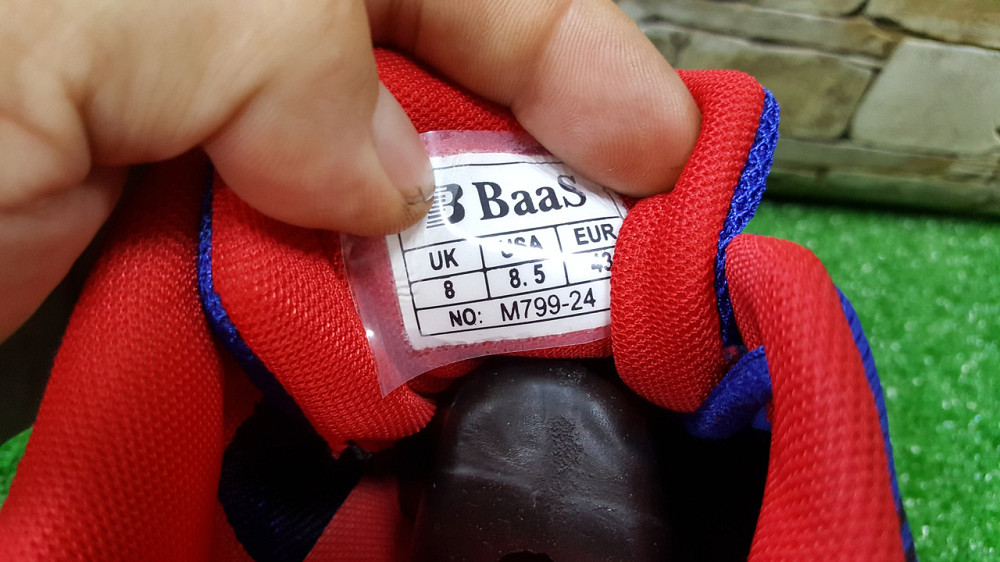 B BaaS
UK USA EUR
8 8.5 43
NO: M799-24